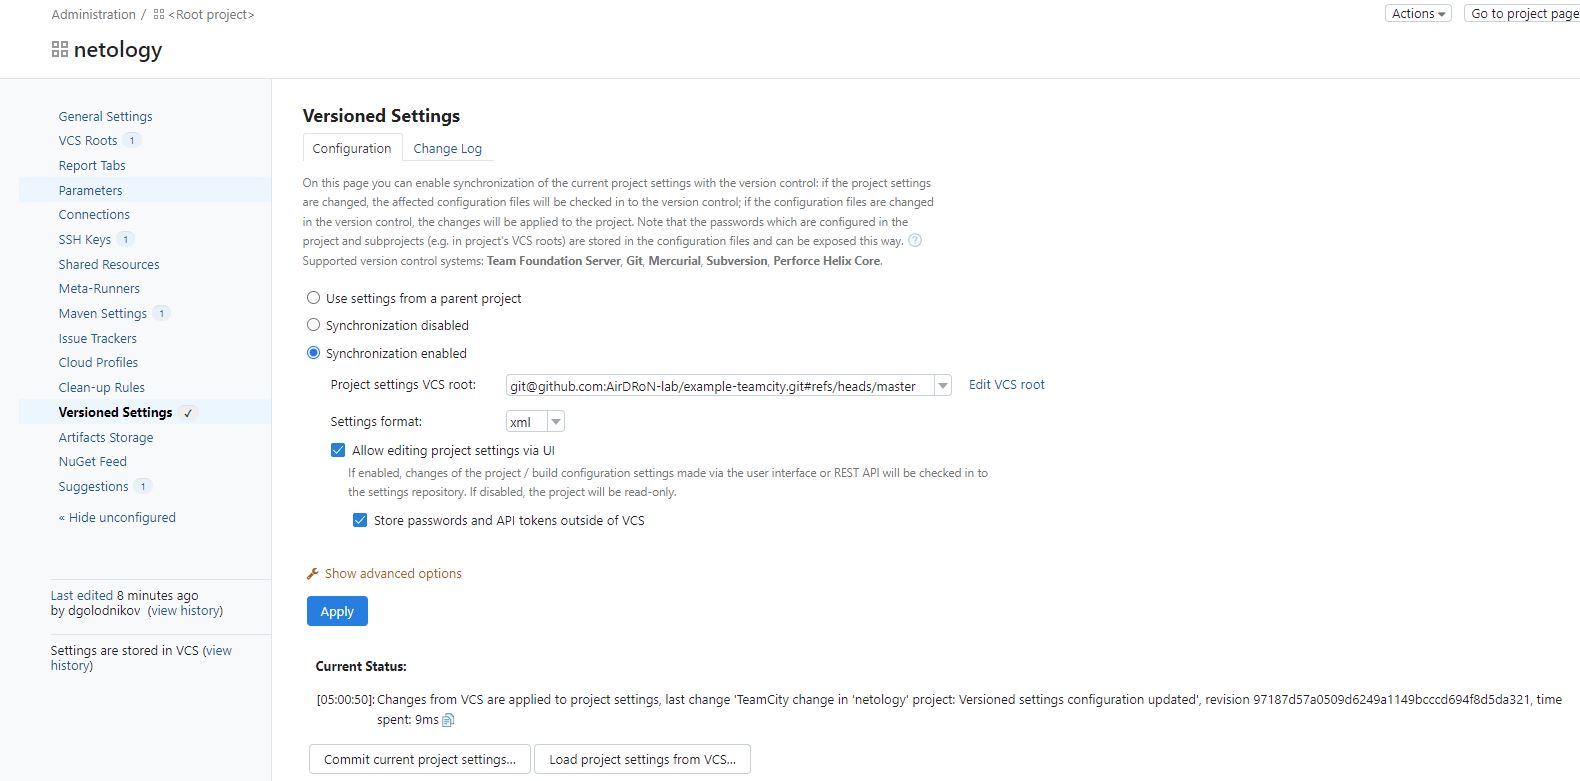 Administration / <Root project>
Actions
Go to project page
netology
General Settings
VCS Roots 1
Report Tabs
Parameters
Connections
SSH Keys 1
Shared Resources
Meta-Runners
Maven Settings 1
Issue Trackers
Cloud Profiles
Clean-up Rules
Versioned Settings ✓
Artifacts Storage
NuGet Feed
Suggestions 1
« Hide unconfigured
Last edited 8 minutes ago
by dgolodnikov (view history)
Settings are stored in VCS (view
history)
Versioned Settings
Configuration
Change Log
On this page you can enable synchronization of the current project settings with the version control: if the project settings
are changed, the affected configuration files will be checked in to the version control; if the configuration files are changed
in the version control, the changes will be applied to the project. Note that the passwords which are configured in the
project and subprojects (e.g. in project's VCS roots) are stored in the configuration files and can be exposed this way. ?
Supported version control systems: Team Foundation Server, Git, Mercurial, Subversion, Perforce Helix Core.
Use settings from a parent project
Synchronization disabled
Synchronization enabled
Project settings VCS root: git@github.com:AirDRoN-lab/example-teamcity.git#refs/heads/master Edit VCS root
Settings format: xml
Allow editing project settings via UI
If enabled, changes of the project / build configuration settings made via the user interface or REST API will be checked in to
the settings repository. If disabled, the project will be read-only.
Store passwords and API tokens outside of VCS
Show advanced options
Apply
Current Status:
[05:00:50]: Changes from VCS are applied to project settings, last change 'TeamCity change in 'netology' project: Versioned settings configuration updated', revision 97187d57a0509d6249a1149bcccd694f8d5da321, time
spent: 9ms
Commit current project settings...
Load project settings from VCS...